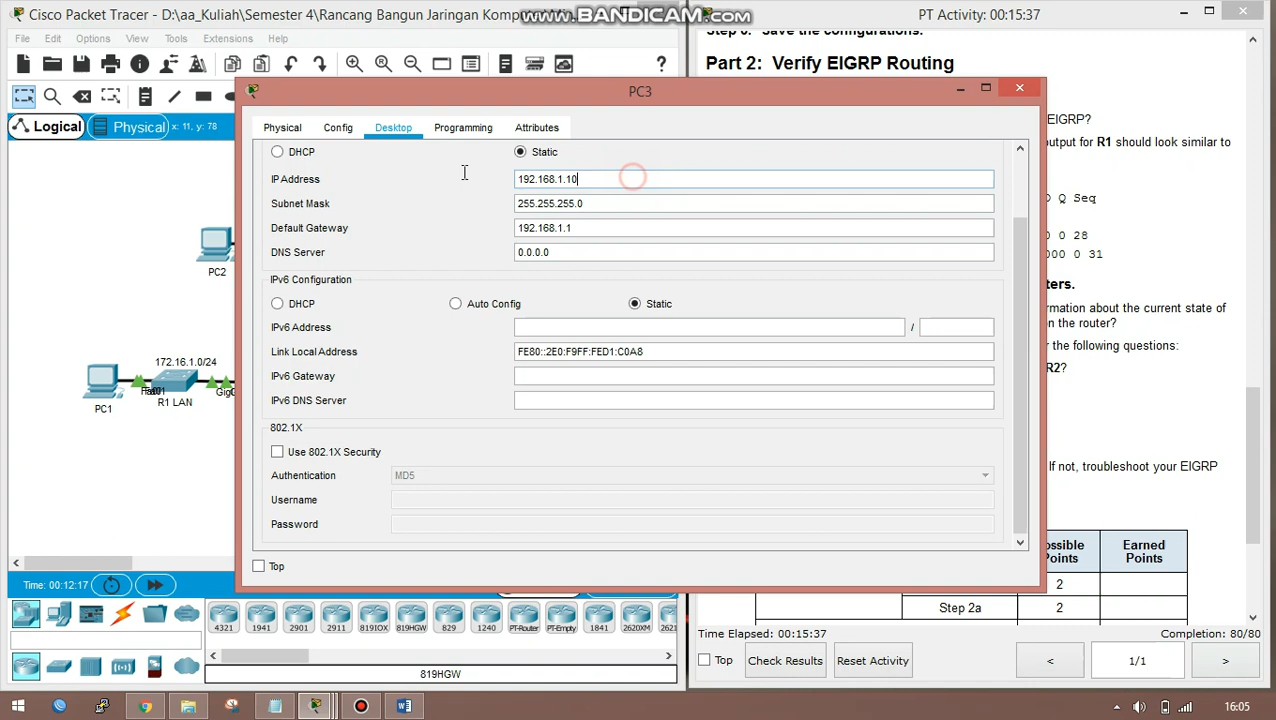 Cisco Packet Tracer - D:\aa_Kuliah\Semester 4\Rancang Bangun Jaringan Komp
www.BANDICAM.com
File Edit Options View Tools Extensions Help
?
Logical
Physical
x: 11, y: 78
PC2
172.16.1.0/24
PC1
R1 LAN
PC3
Physical Config Desktop Programming Attributes
DHCP
Static
IP Address
192.168.1.10
Subnet Mask
255.255.255.0
Default Gateway
192.168.1.1
DNS Server
0.0.0.0
IPv6 Configuration
DHCP
Auto Config
Static
IPv6 Address
/
Link Local Address
FE80::2E0:F9FF:FED1:C0A8
IPv6 Gateway
IPv6 DNS Server
802.1X
Use 802.1X Security
Authentication
MD5
Username
Password
Top
Time: 00:12:17
4321 1941 2901 2911 819IOX 819HGW 829 1240 PT-Router PT-Empty 1841 2620XM 2621
819HGW
PT Activity: 00:15:37
Step 6: Save the configurations.
Part 2: Verify EIGRP Routing
EIGRP?
output for R1 should look similar to
O Q Seq
0 0 28
000 0 31
ters.
rmation about the current state of
on the router?
r the following questions:
R2?
If not, troubleshoot your EIGRP
ossible
Points
Earned
Points
2
Step 2a
2
Time Elapsed: 00:15:37
Completion: 80/80
Top
Check Results
Reset Activity
<
1/1
>
16:05